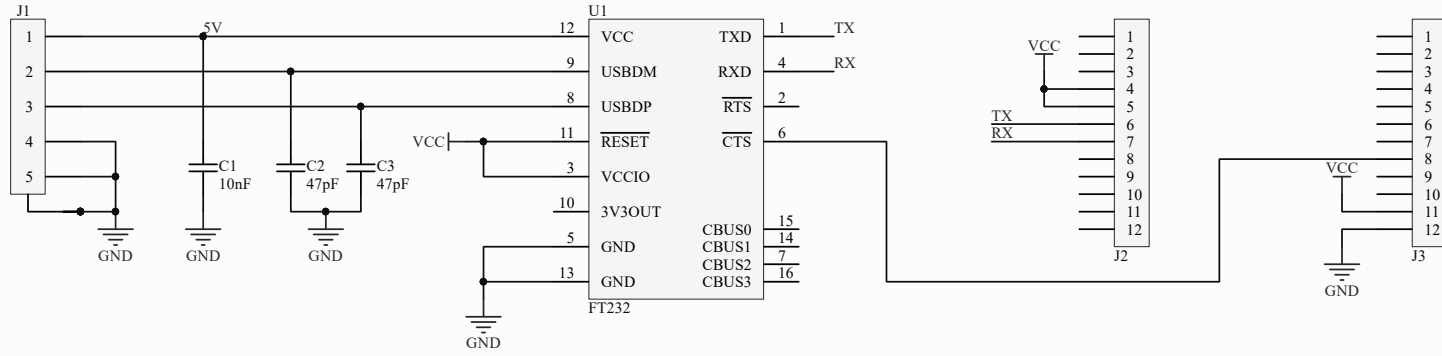 J1
1
2
3
4
5
5V
C1
10nF
C2
47pF
C3
47pF
GND
GND
GND
VCC
U1
12 VCC TXD 1 TX
9 USBDM RXD 4 RX
8 USBDP RTS 2
11 RESET CTS 6
3 VCCIO
10 3V3OUT
CBUS0 15
5 GND CBUS1 14
CBUS2 7
13 GND CBUS3 16
FT232
GND
VCC
TX
RX
1
2
3
4
5
6
7
8
9
10
11
12
J2
VCC
GND
1
2
3
4
5
6
7
8
9
10
11
12
J3